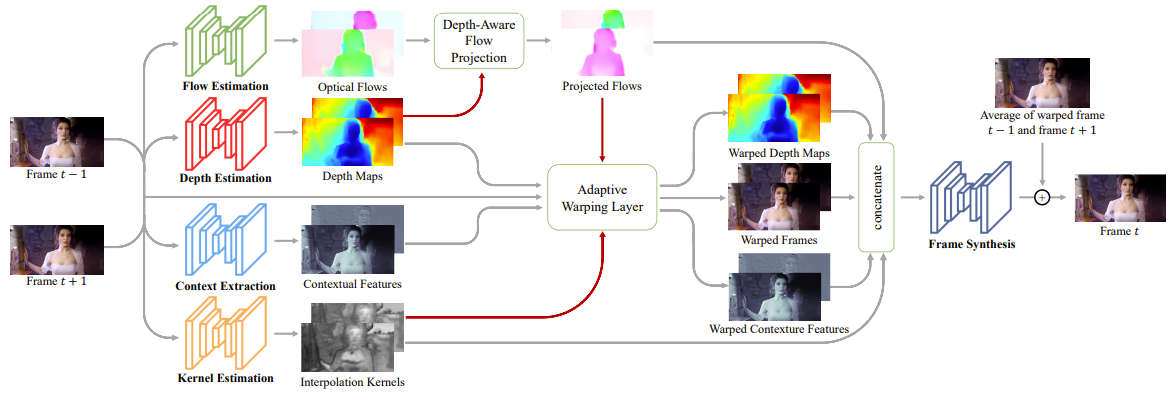 Flow Estimation
Optical Flows
Depth-Aware
Flow
Projection
Projected Flows
Average of warped frame
t − 1 and frame t + 1
Frame t − 1
Depth Estimation
Depth Maps
Warped Depth Maps
Adaptive
Warping Layer
concatenate
Frame Synthesis
+
Frame t
Warped Frames
Frame t + 1
Context Extraction
Contextual Features
Warped Contexture Features
Kernel Estimation
Interpolation Kernels